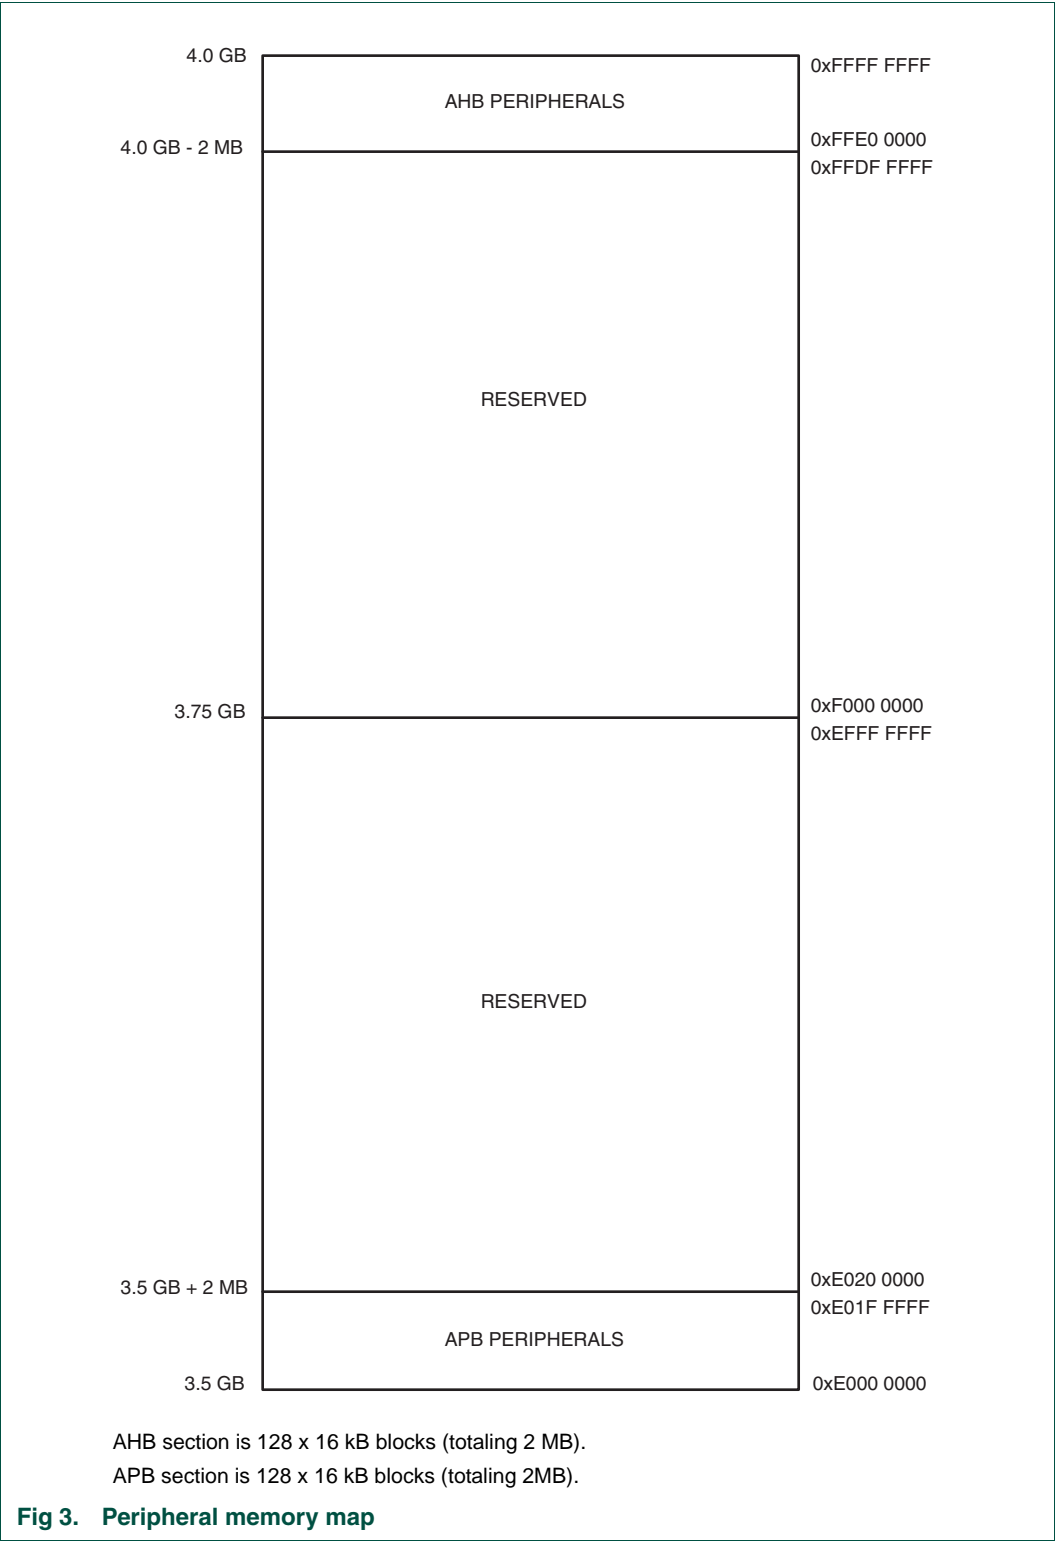 4.0 GB
0xFFFF FFFF
AHB PERIPHERALS
4.0 GB - 2 MB
0xFFE0 0000
0xFFDF FFFF
RESERVED
3.75 GB
0xF000 0000
0xEFFF FFFF
RESERVED
3.5 GB + 2 MB
0xE020 0000
0xE01F FFFF
APB PERIPHERALS
3.5 GB
0xE000 0000
AHB section is 128 x 16 kB blocks (totaling 2 MB).
APB section is 128 x 16 kB blocks (totaling 2MB).
Fig 3. Peripheral memory map